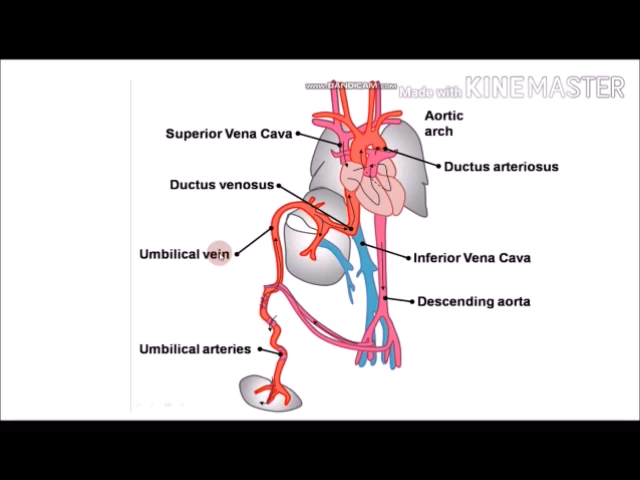 www.BANDICAM.com
Made with KINEMASTER
Aortic
arch
Superior Vena Cava
Ductus arteriosus
Ductus venosus
Umbilical vein
Inferior Vena Cava
Descending aorta
Umbilical arteries